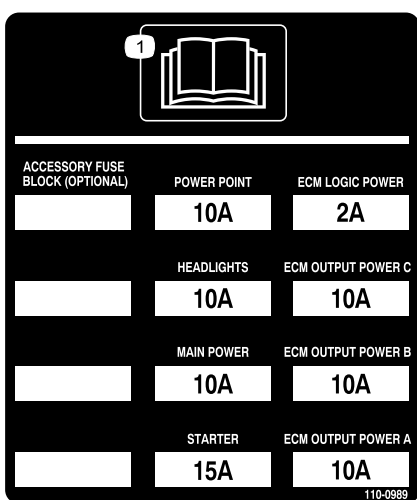 1
ACCESSORY FUSE
BLOCK (OPTIONAL)
POWER POINT
ECM LOGIC POWER
10A
2A
HEADLIGHTS
ECM OUTPUT POWER C
10A
10A
MAIN POWER
ECM OUTPUT POWER B
10A
10A
STARTER
ECM OUTPUT POWER A
15A
10A
110-0989